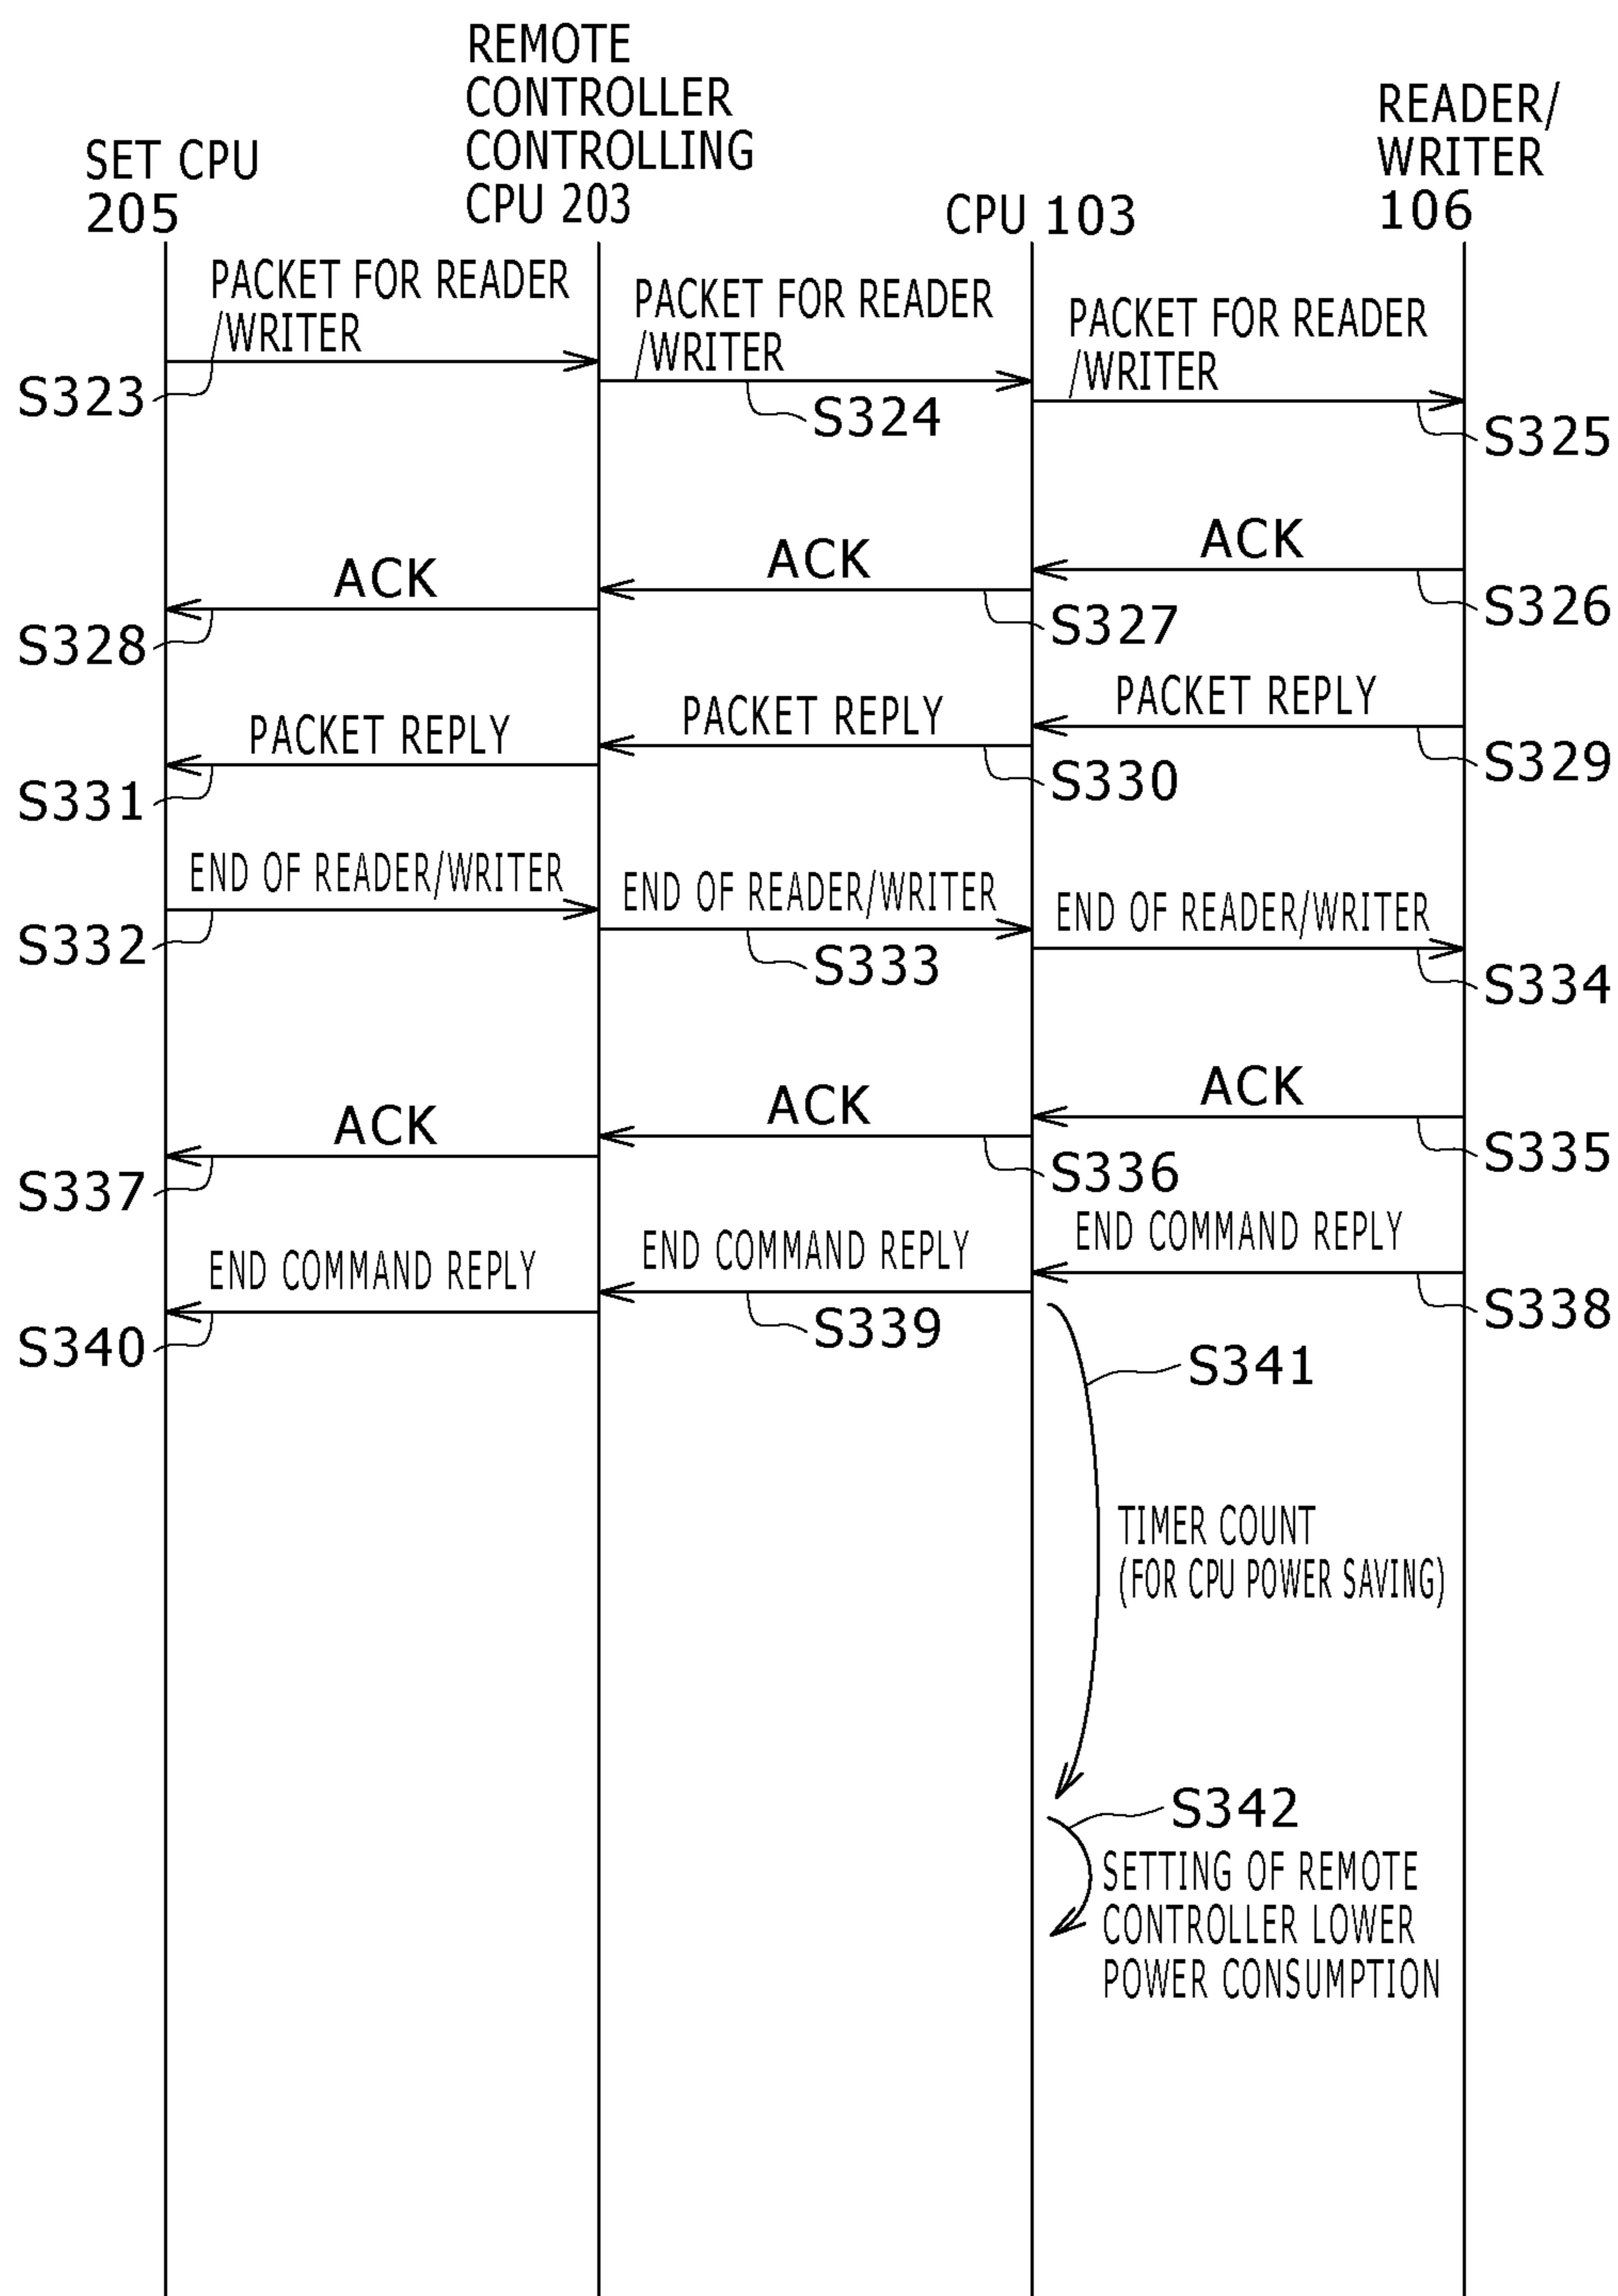 REMOTE
CONTROLLER
CONTROLLING
CPU 203
SET CPU
205
CPU 103
READER/
WRITER
106
PACKET FOR READER
/WRITER
S323
PACKET FOR READER
/WRITER
S324
PACKET FOR READER
/WRITER
S325
ACK
S326
ACK
S327
ACK
S328
PACKET REPLY
S329
PACKET REPLY
S330
PACKET REPLY
S331
END OF READER/WRITER
S332
END OF READER/WRITER
S333
END OF READER/WRITER
S334
ACK
S335
ACK
S336
ACK
S337
END COMMAND REPLY
S338
END COMMAND REPLY
S339
END COMMAND REPLY
S340
S341
TIMER COUNT
(FOR CPU POWER SAVING)
S342
SETTING OF REMOTE
CONTROLLER LOWER
POWER CONSUMPTION